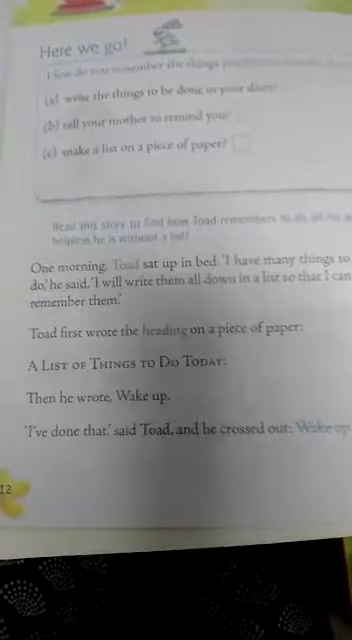 Here we go!
How do you remember the things you
(a) write the things to be done in your diary
(b) tell your mother to remind you
(c) make a list on a piece of paper?
Read this story to find how Toad remembers to do all his
helpless he is without a list!
One morning, Toad sat up in bed. 'I have many things to
do,' he said. 'I will write them all down in a list so that I can
remember them.'
Toad first wrote the heading on a piece of paper:
A LIST OF THINGS TO DO TODAY:
Then he wrote, Wake up.
'I've done that,' said Toad, and he crossed out: Wake up
12